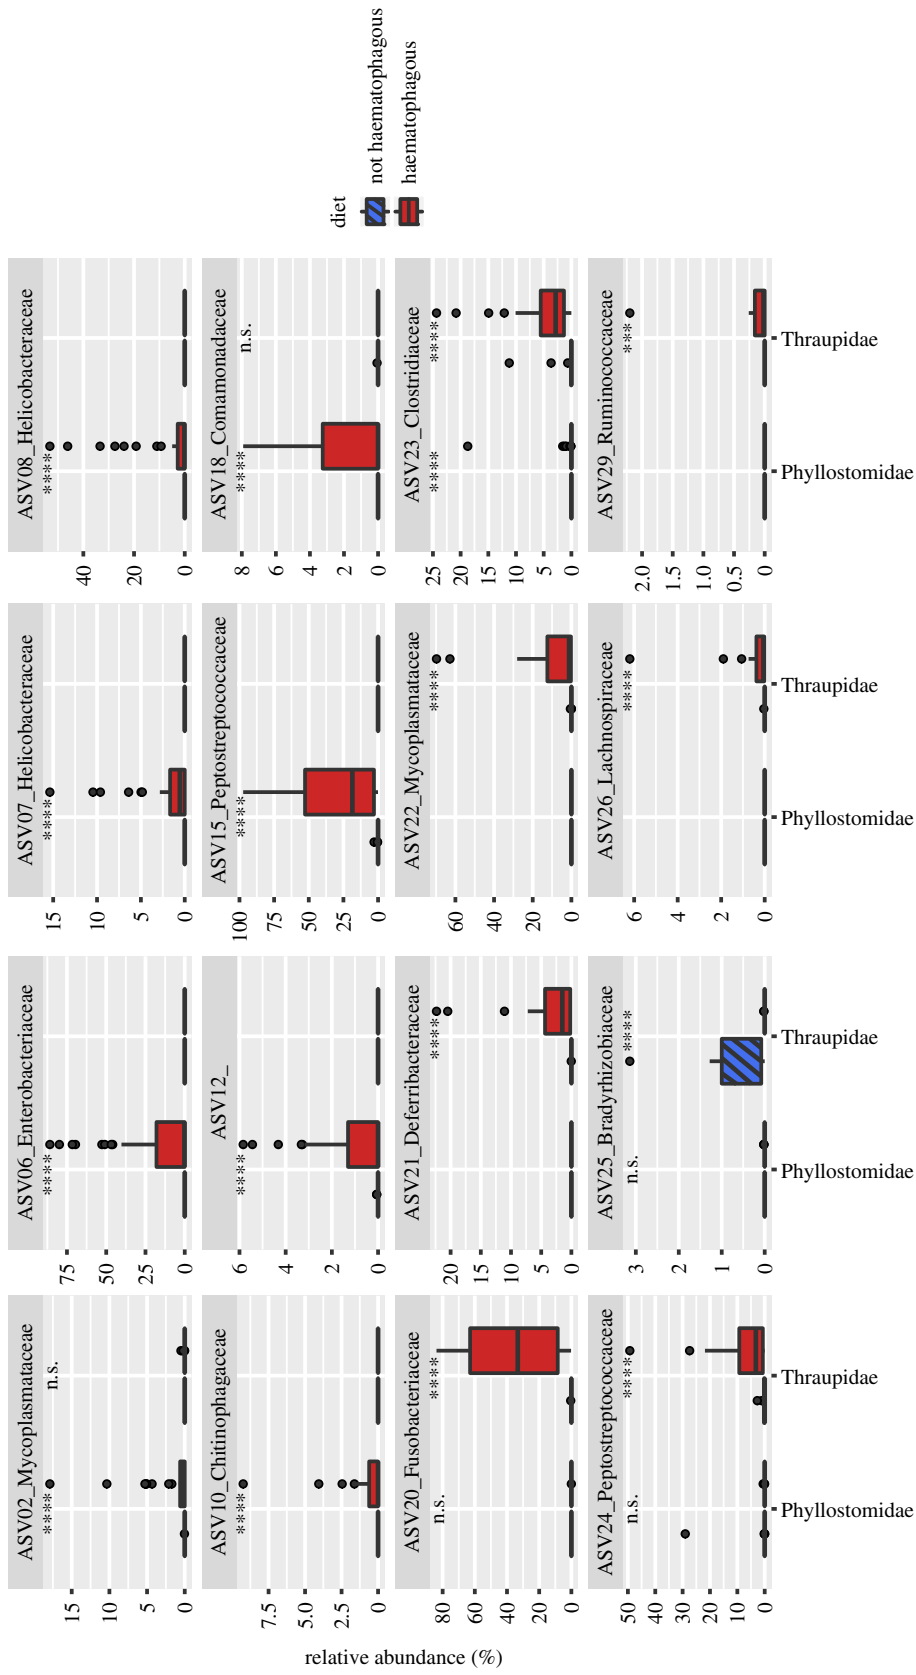 ASV02_Mycoplasmataceae
****
n.s.
15
10
5
0
ASV06_Enterobacteriaceae
****
75
50
25
0
ASV07_Helicobacteraceae
****
15
10
5
0
ASV08_Helicobacteraceae
****
40
20
0
ASV10_Chitinophagaceae
****
7.5
5.0
2.5
0
ASV12_
****
6
4
2
0
ASV15_Peptostreptococcaceae
****
100
75
50
25
0
ASV18_Comamonadaceae
****
n.s.
8
6
4
2
0
ASV20_Fusobacteriaceae
n.s.
****
80
60
40
20
0
ASV21_Deferribacteraceae
****
20
15
10
5
0
ASV22_Mycoplasmataceae
****
60
40
20
0
ASV23_Clostridiaceae
****
****
25
20
15
10
5
0
ASV24_Peptostreptococcaceae
n.s.
****
50
40
30
20
10
0
ASV25_Bradyrhizobiaceae
n.s.
****
3
2
1
0
ASV26_Lachnospiraceae
****
6
4
2
0
ASV29_Ruminococcaceae
***
2.0
1.5
1.0
0.5
0
Phyllostomidae
Thraupidae
Phyllostomidae
Thraupidae
Phyllostomidae
Thraupidae
Phyllostomidae
Thraupidae
relative abundance (%)
diet
not haematophagous
haematophagous